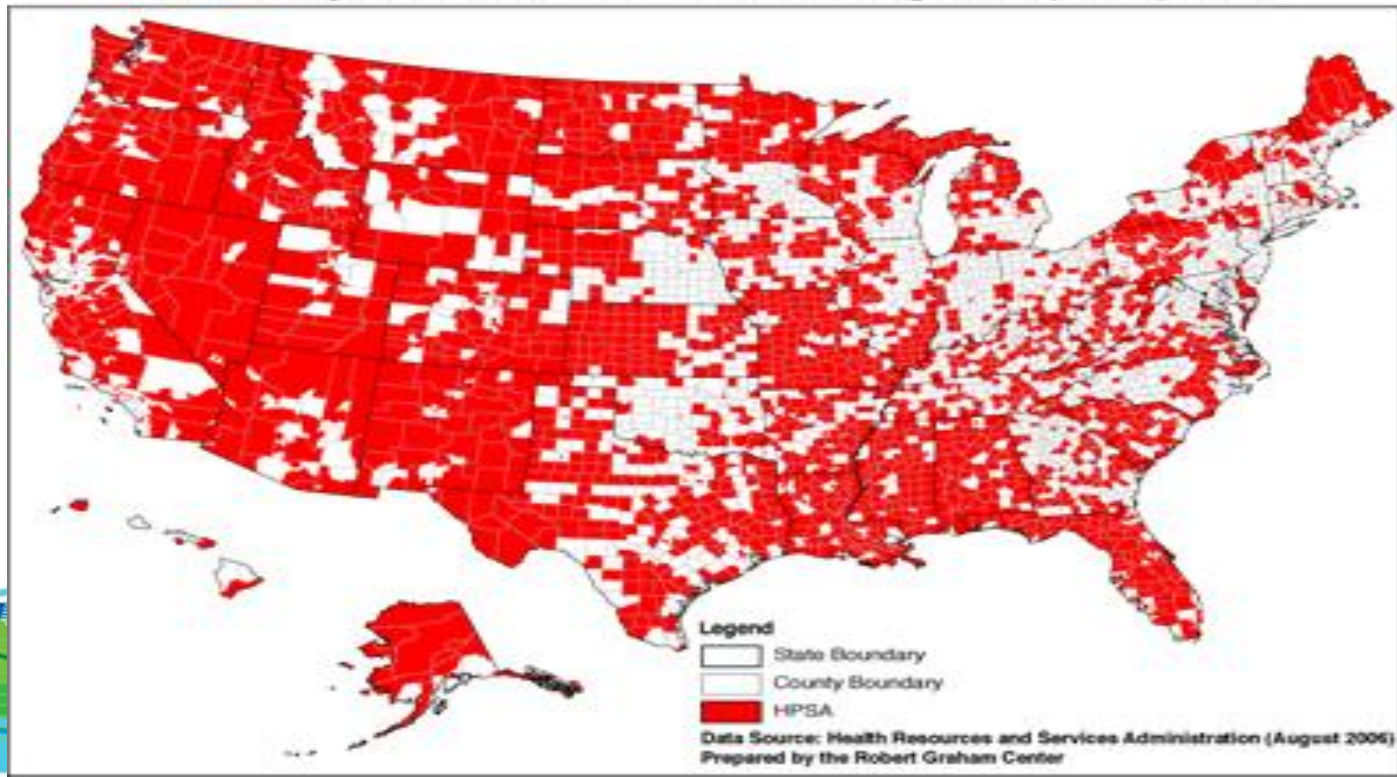 Legend
State Boundary
County Boundary
HPSA
Data Source: Health Resources and Services Administration (August 2006)
Prepared by the Robert Graham Center